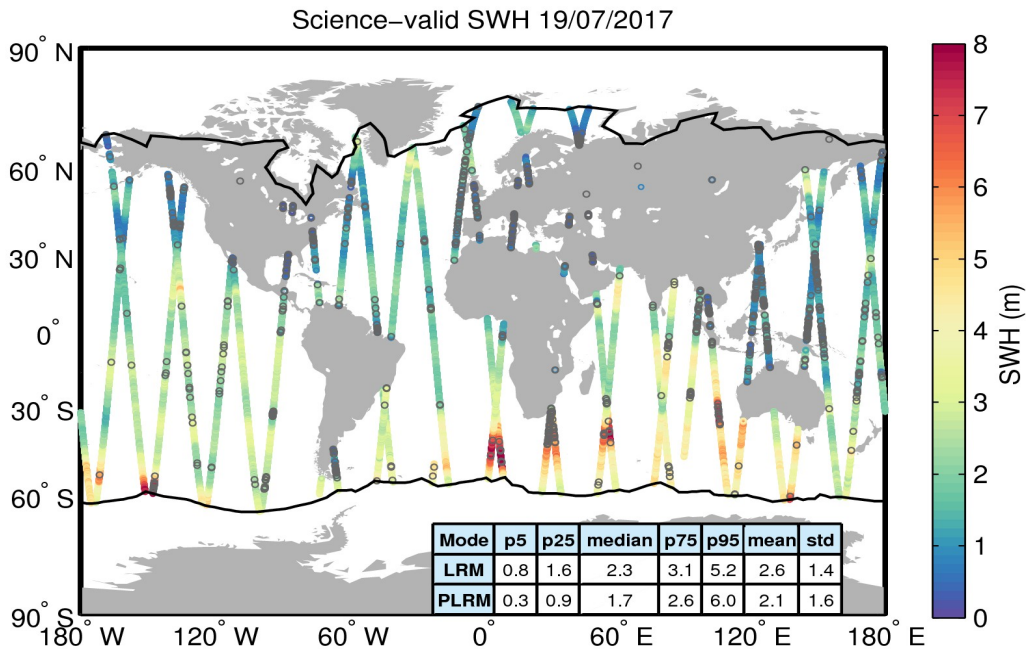 Science-valid SWH 19/07/2017
90° N
60° N
30° N
0°
30° S
60° S
90° S
180° W 120° W 60° W 0° 60° E 120° E 180° E
Mode p5 p25 median p75 p95 mean std
LRM 0.8 1.6 2.3 3.1 5.2 2.6 1.4
PLRM 0.3 0.9 1.7 2.6 6.0 2.1 1.6
8
7
6
5
4
3
2
1
0
SWH (m)